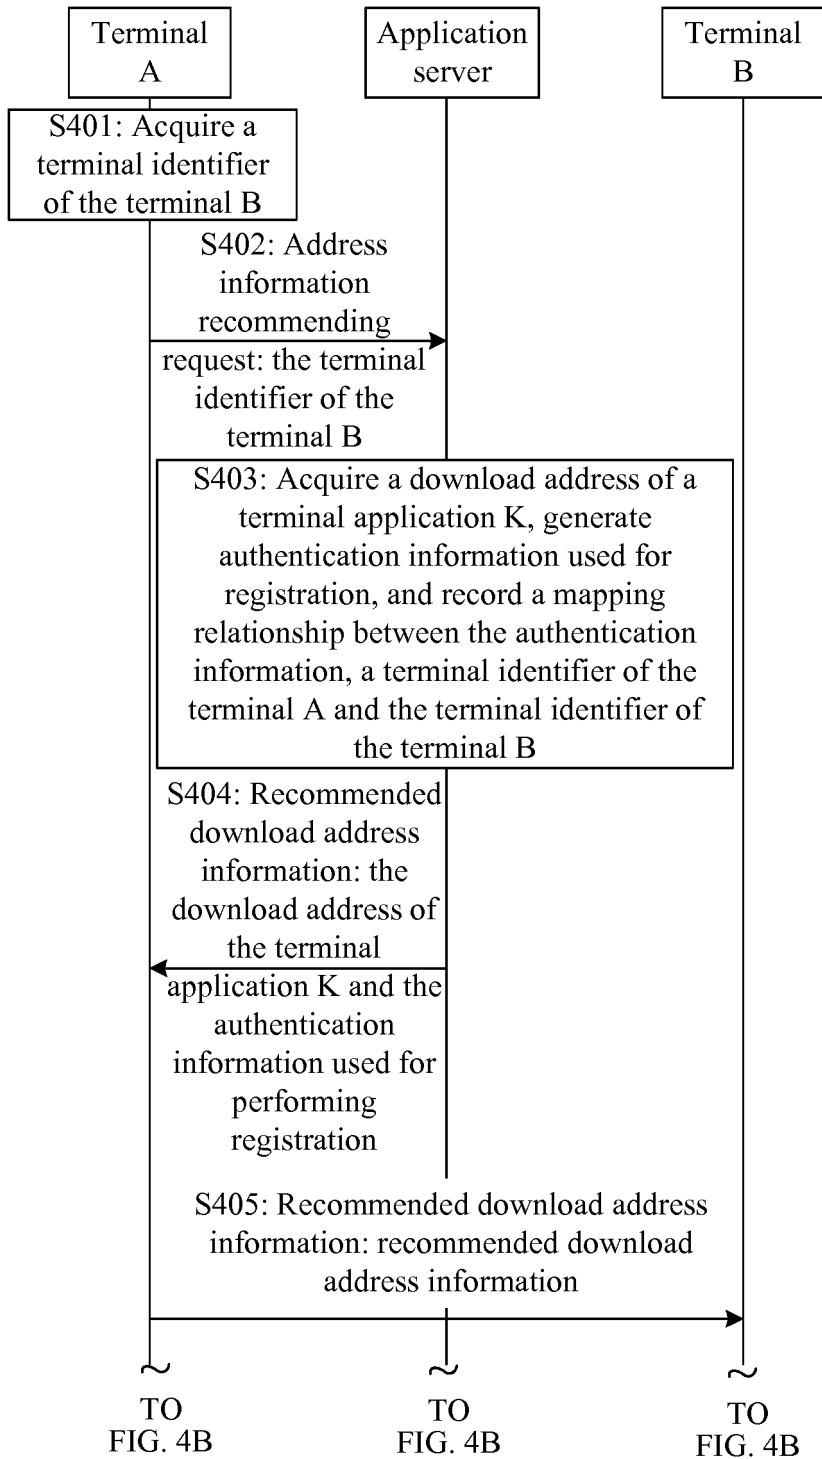 Terminal
A
Application
server
Terminal
B
S401: Acquire a
terminal identifier
of the terminal B
S402: Address
information
recommending
request: the terminal
identifier of the
terminal B
S403: Acquire a download address of a
terminal application K, generate
authentication information used for
registration, and record a mapping
relationship between the authentication
information, a terminal identifier of the
terminal A and the terminal identifier of
the terminal B
S404: Recommended
download address
information: the
download address of
the terminal
application K and the
authentication
information used for
performing
registration
S405: Recommended download address
information: recommended download
address information
TO
FIG. 4B
TO
FIG. 4B
TO
FIG. 4B